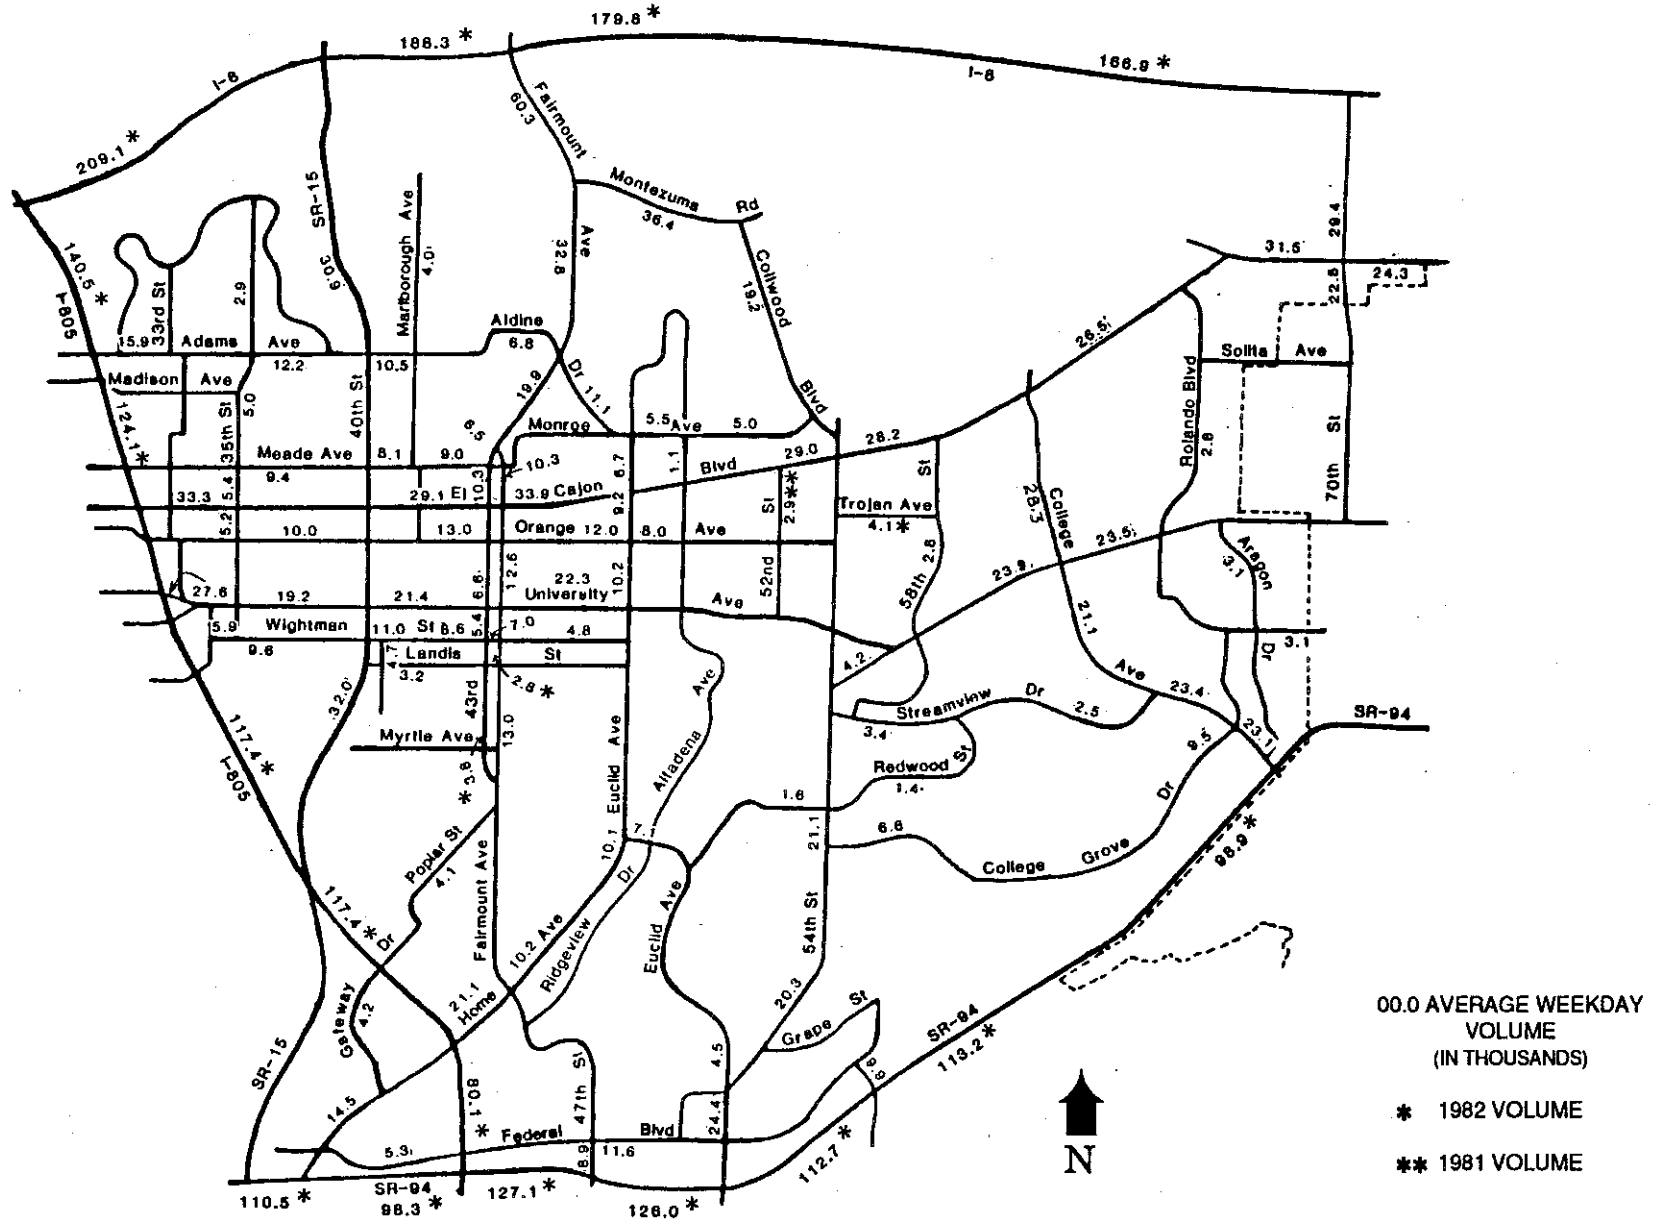 179.8 *
188.3 *
166.9 *
I-8
I-8
209.1 *
Fairmount
60.3
SR-15
30.9
Marlborough Ave
4.0
Montezuma
Rd
36.4
Ave
32.8
29.4
31.5
24.3
22.8
140.5 *
I-805
33rd St
2.9
Collwood
19.2
Blvd
Aldine
6.8
Dr
11.1
15.9
Adams
Ave
12.2
10.5
26.5
Solita Ave
Madison Ave
5.0
40th St
19.9
Rolando Blvd
2.8
70th St
124.1 *
35th St
6.5
Monroe
5.5
Ave
5.0
28.2
Meade Ave
8.1
9.0
10.3
6.7
1.1
Blvd
29.0
9.4
5.4
33.3
29.1
El
10.3
33.9
Cajon
9.2
St
2.9 **
St
Trojan Ave
4.1 *
28.3
College
5.2
10.0
13.0
Orange
12.0
8.0
Ave
23.5
Aragon
3.1
2.8
58th
23.9
12.6
6.6
10.2
52nd
22.3
27.6
19.2
21.4
University
Ave
21.1
5.9
Wightman
11.0
St
8.6
5.4
7.0
4.8
3.1
Dr
9.6
4.7
Landis
St
3.2
2.8 *
4.2
Ave
23.4
32.0
43rd
Ave
Streamview
Dr
2.5
3.4
23.1
SR-94
117.4 *
I-805
Myrtle Ave
13.0
3.8 *
Euclid Ave
Altadena
9.5
Dr
Redwood
St
1.4
1.6
10.1
7.1
21.1
6.6
College
Grove
98.9 *
Poplar St
4.1
Fairmount Ave
Dr
Euclid Ave
54th St
117.4 *
Dr
10.2
Ave
Ridgeview
21.1
Home
20.3
Gateway
4.2
Grape
St
SR-94
113.2 *
SR-15
4.5
9.9
14.5
80.1 *
47th
St
24.4
Federal
Blvd
5.3
11.6
8.9
112.7 *
110.5 *
SR-94
98.3 *
127.1 *
126.0 *
N
00.0 AVERAGE WEEKDAY
VOLUME
(IN THOUSANDS)
* 1982 VOLUME
** 1981 VOLUME